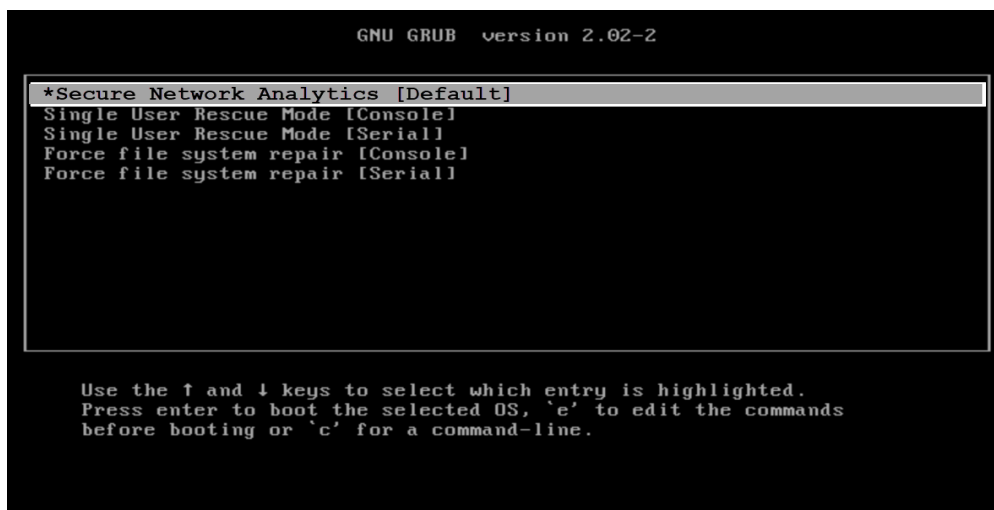 GNU GRUB version 2.02-2
*Secure Network Analytics [Default]
Single User Rescue Mode [Console]
Single User Rescue Mode [Serial]
Force file system repair [Console]
Force file system repair [Serial]
Use the ↑ and ↓ keys to select which entry is highlighted.
Press enter to boot the selected OS, `e' to edit the commands
before booting or `c' for a command-line.